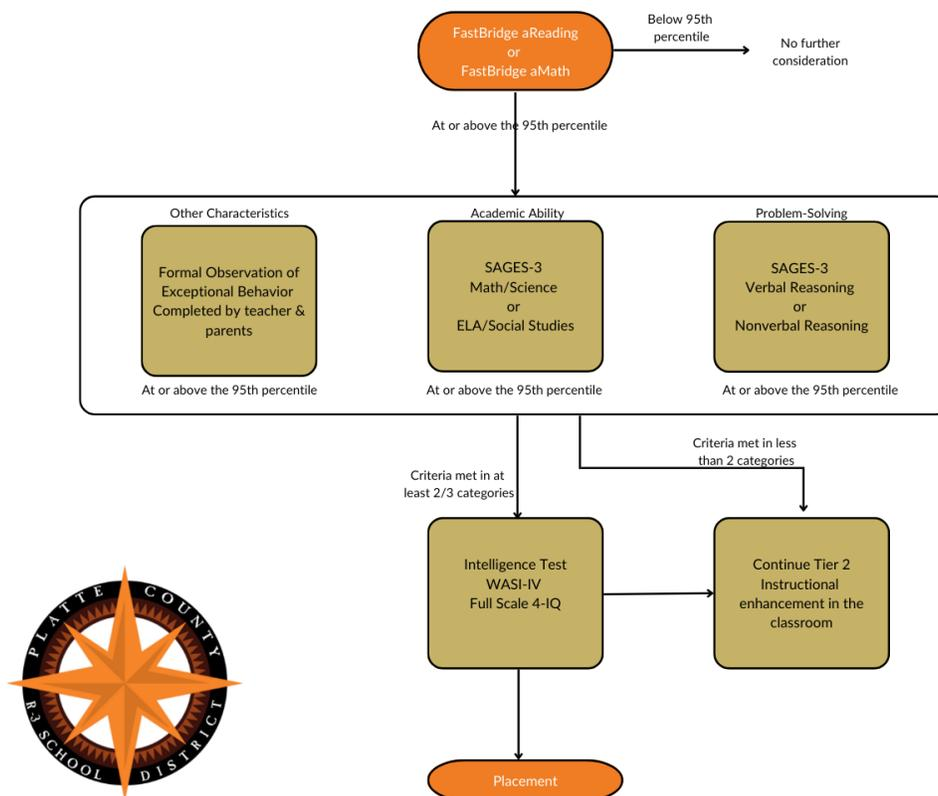 FastBridge aReading
or
FastBridge aMath
Below 95th
percentile
No further
consideration
At or above the 95th percentile
Other Characteristics
Formal Observation of
Exceptional Behavior
Completed by teacher &
parents
At or above the 95th percentile
Academic Ability
SAGES-3
Math/Science
or
ELA/Social Studies
At or above the 95th percentile
Problem-Solving
SAGES-3
Verbal Reasoning
or
Nonverbal Reasoning
At or above the 95th percentile
Criteria met in at
least 2/3 categories
Criteria met in less
than 2 categories
Intelligence Test
WASI-IV
Full Scale 4-IQ
Continue Tier 2
Instructional
enhancement in the
classroom
Placement
PLATTE COUNTY
R-3 SCHOOL DISTRICT